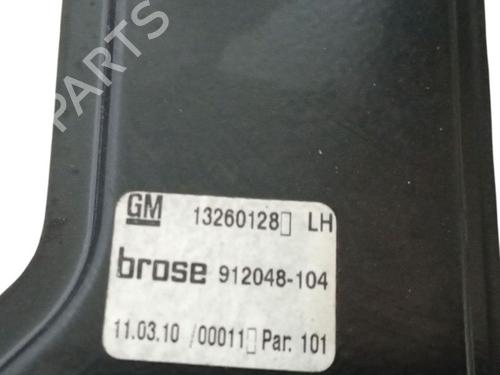 PARTS
GM 13260128▯ LH
brose 912048-104
11.03.10 /00011▯ Par. 101